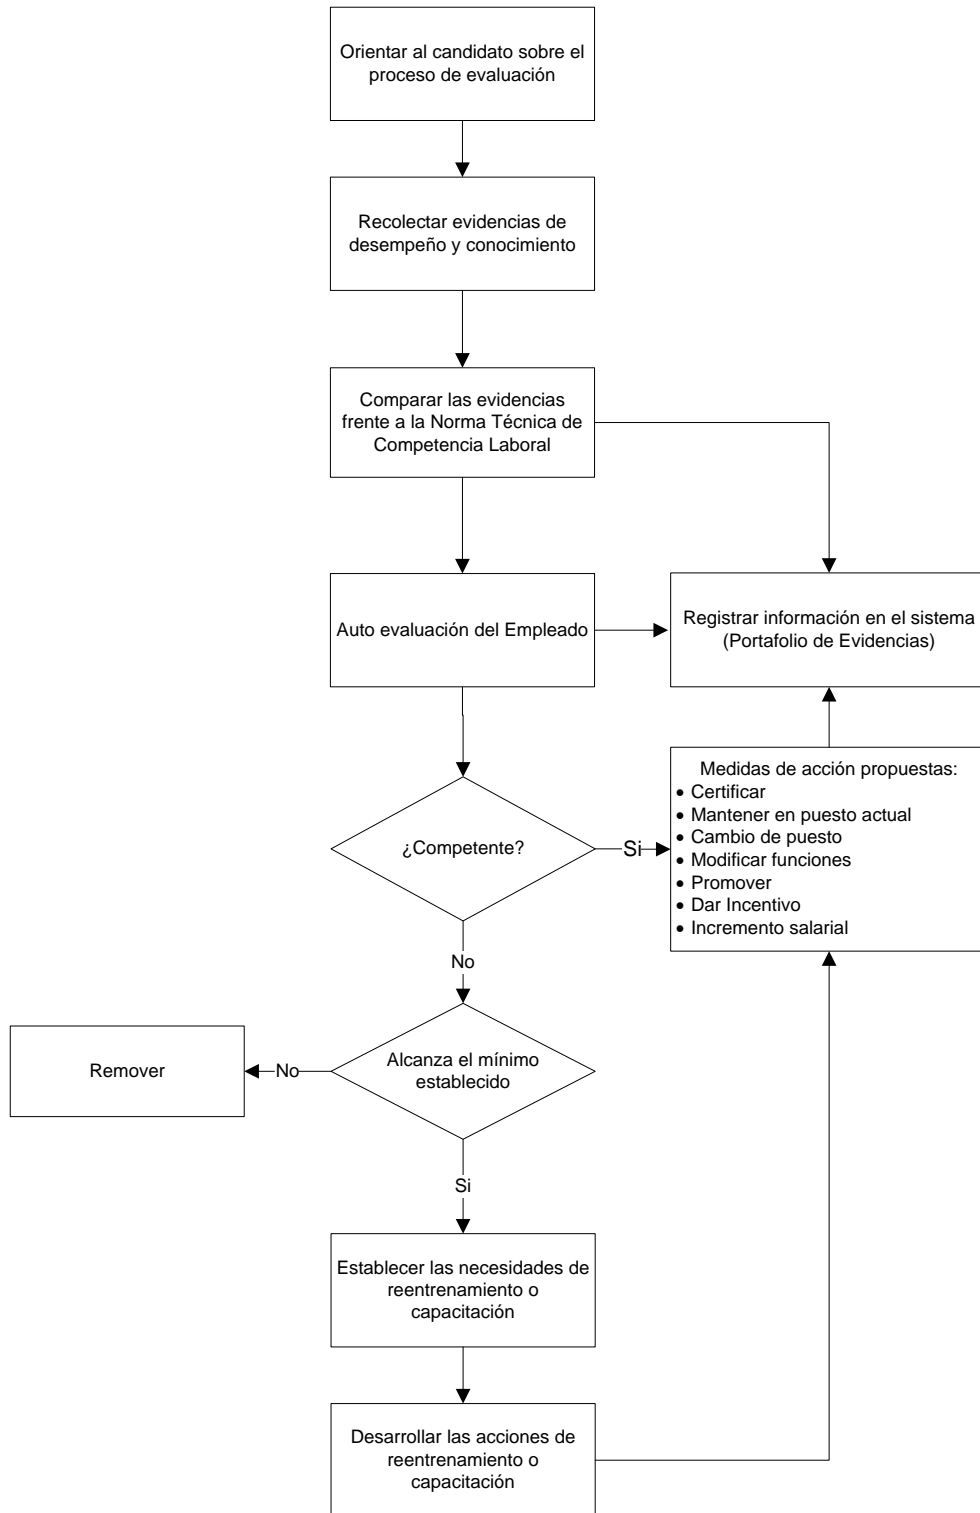 Orientar al candidato sobre el
proceso de evaluación
Recolectar evidencias de
desempeño y conocimiento
Comparar las evidencias
frente a la Norma Técnica de
Competencia Laboral
Auto evaluación del Empleado
Registrar información en el sistema
(Portafolio de Evidencias)
Medidas de acción propuestas:
• Certificar
• Mantener en puesto actual
• Cambio de puesto
• Modificar funciones
• Promover
• Dar Incentivo
• Incremento salarial
¿Competente?
Si
No
Alcanza el mínimo
establecido
No
Remover
Si
Establecer las necesidades de
reentrenamiento o
capacitación
Desarrollar las acciones de
reentrenamiento o
capacitación